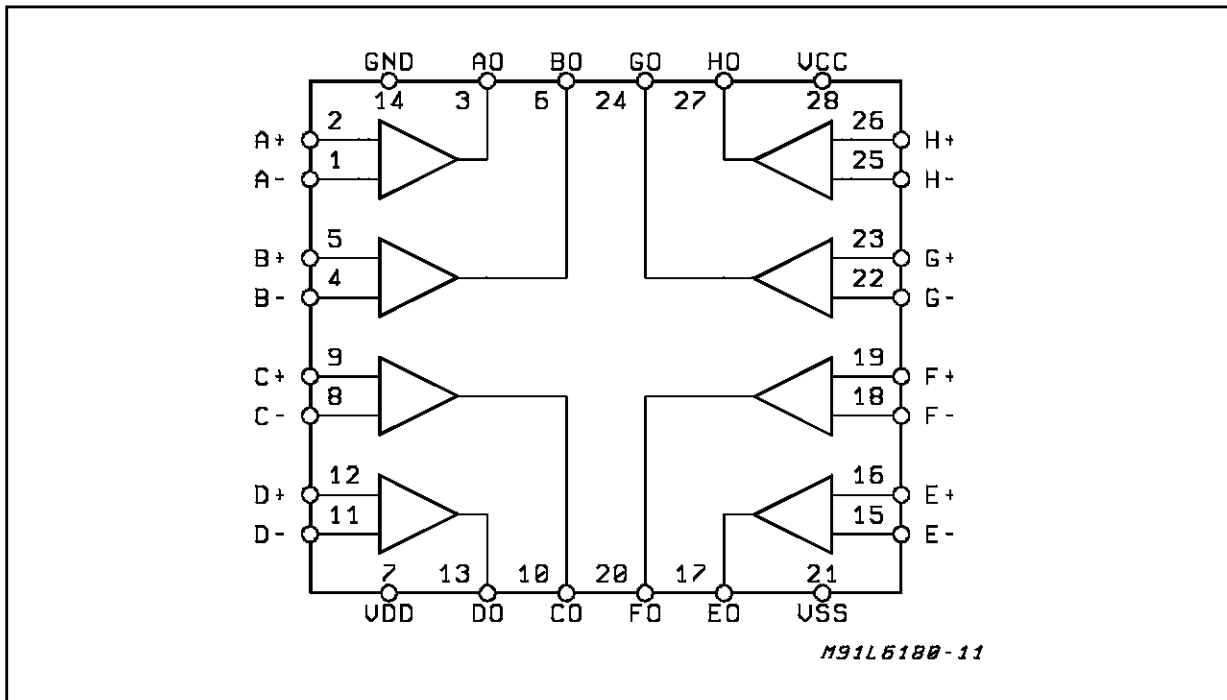 GND AO BO GO HO VCC
14 3 6 24 27 28
A+ 2 26 H+
A- 1 25 H-
B+ 5 23 G+
B- 4 22 G-
C+ 9 19 F+
C- 8 18 F-
D+ 12 16 E+
D- 11 15 E-
7 13 10 20 17 21
VDD DO CO FO EO VSS
M91L6180-11